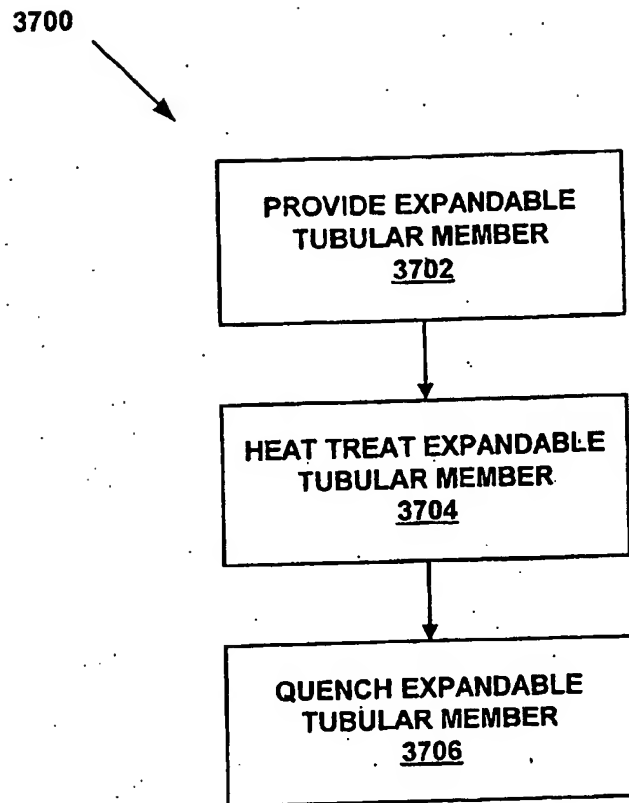 3700
PROVIDE EXPANDABLE
TUBULAR MEMBER
3702
HEAT TREAT EXPANDABLE
TUBULAR MEMBER
3704
QUENCH EXPANDABLE
TUBULAR MEMBER
3706